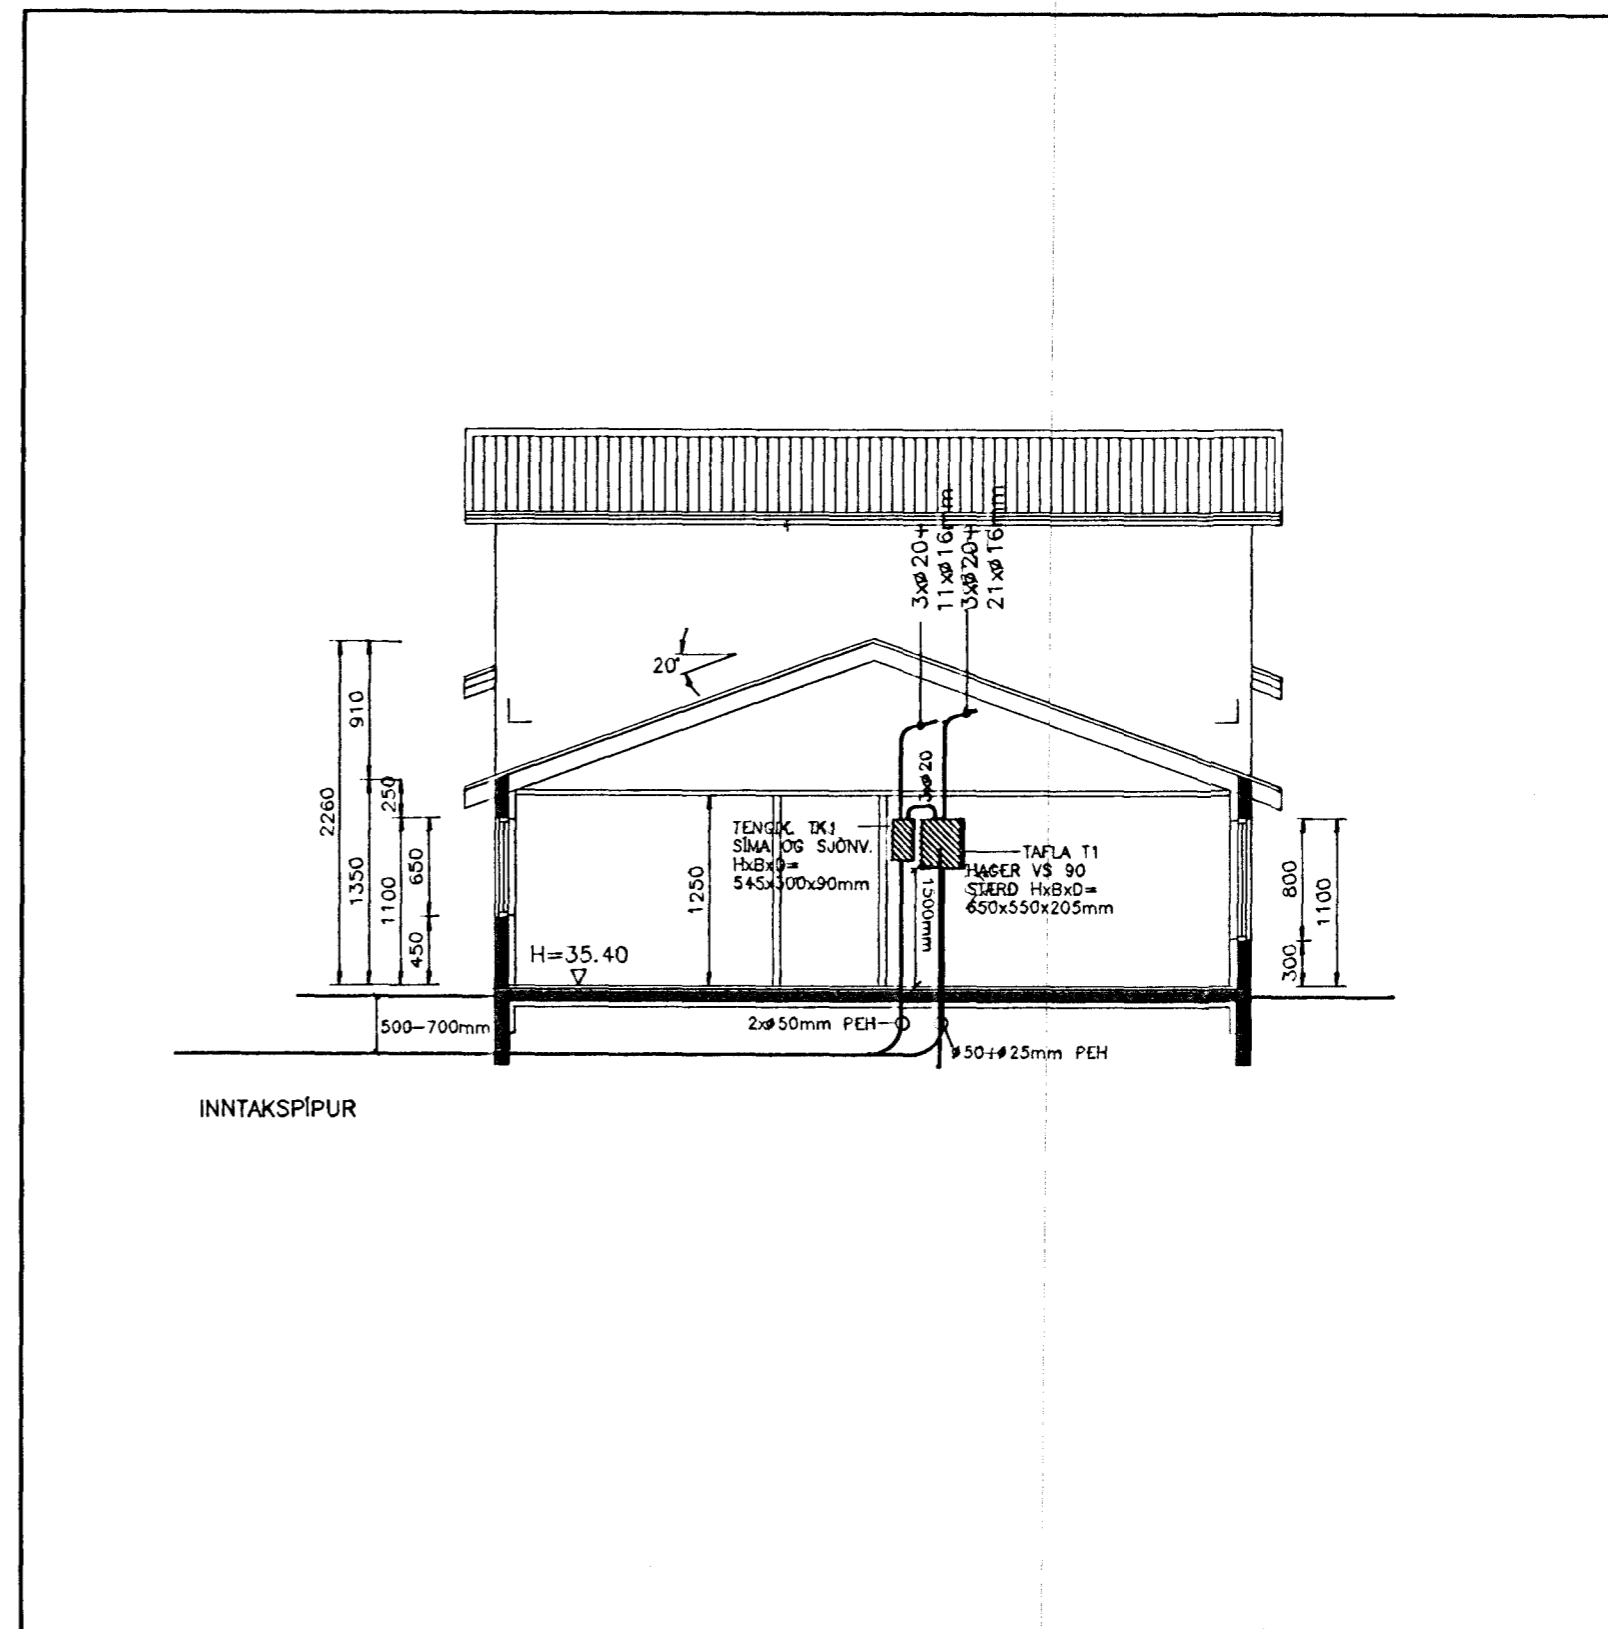 3xø20+
11xø16mm
3xø20+
21xø16mm
20°
910
2260
250
1350
1100
650
450
3xø20
TENGIK. TK1
SÍMA OG SJÓNV.
HxBxD=
545x300x90mm
TAFLA T1
HAGER VS 90
STÆRD HxBxD=
650x550x205mm
1250
1500mm
800
1100
300
H=35.40
500-700mm
2xø50mm PEH
ø50+ø25mm PEH
INNTAKSPÍPUR